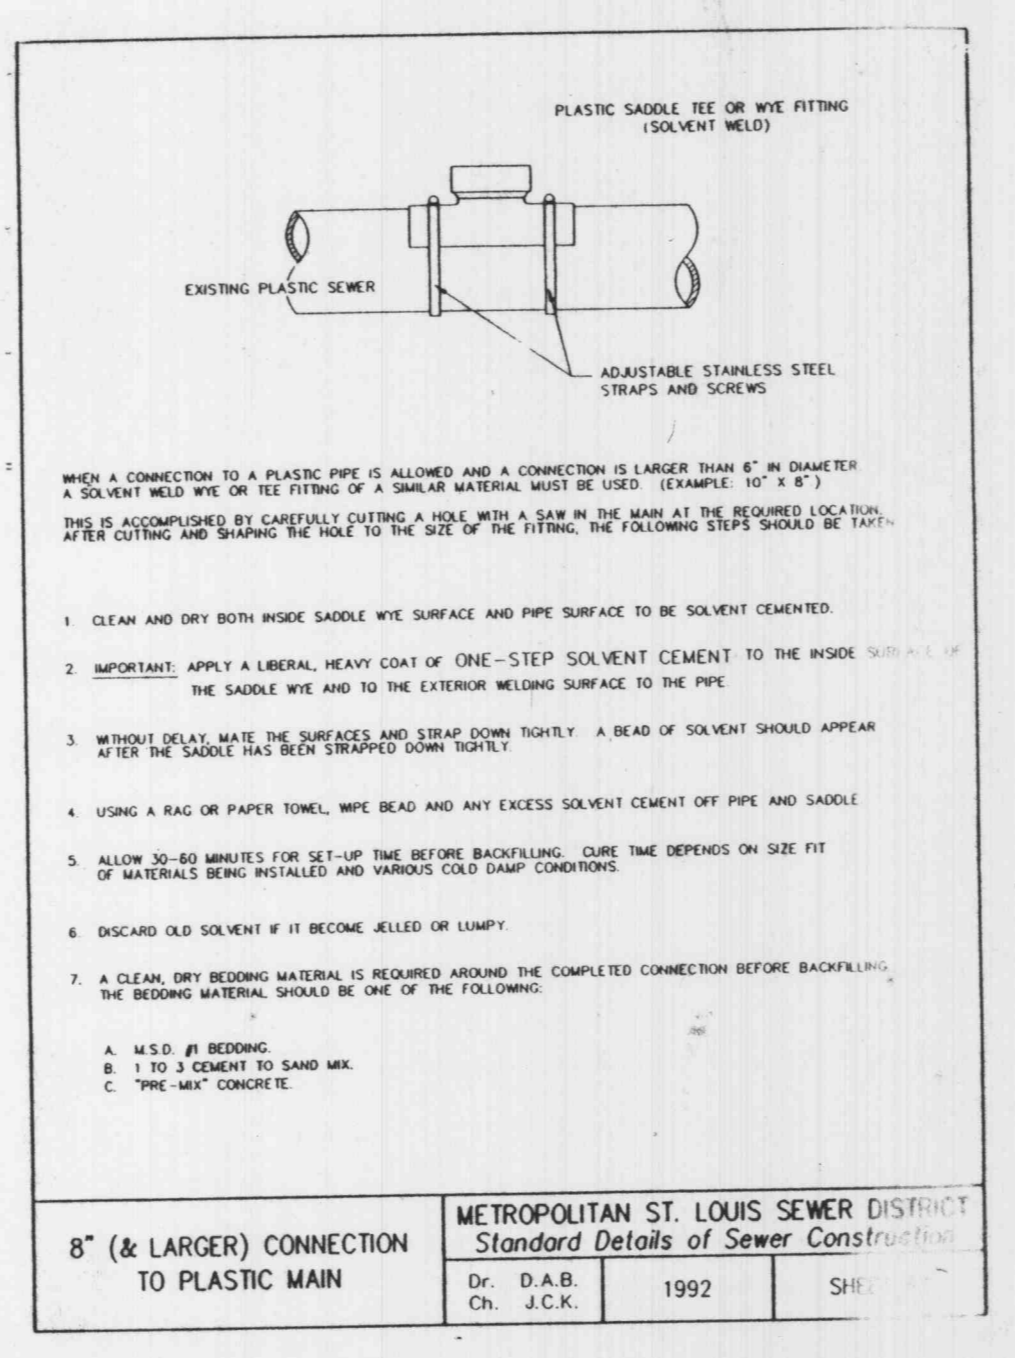 PLASTIC SADDLE TEE OR WYE FITTING
(SOLVENT WELD)
EXISTING PLASTIC SEWER
ADJUSTABLE STAINLESS STEEL
STRAPS AND SCREWS
WHEN A CONNECTION TO A PLASTIC PIPE IS ALLOWED AND A CONNECTION IS LARGER THAN 6" IN DIAMETER
A SOLVENT WELD WYE OR TEE FITTING OF A SIMILAR MATERIAL MUST BE USED. (EXAMPLE: 10" X 8")
THIS IS ACCOMPLISHED BY CAREFULLY CUTTING A HOLE WITH A SAW IN THE MAIN AT THE REQUIRED LOCATION.
AFTER CUTTING AND SHAPING THE HOLE TO THE SIZE OF THE FITTING, THE FOLLOWING STEPS SHOULD BE TAKEN
1. CLEAN AND DRY BOTH INSIDE SADDLE WYE SURFACE AND PIPE SURFACE TO BE SOLVENT CEMENTED.
2. IMPORTANT: APPLY A LIBERAL, HEAVY COAT OF ONE-STEP SOLVENT CEMENT TO THE INSIDE SURFACE OF
THE SADDLE WYE AND TO THE EXTERIOR WELDING SURFACE TO THE PIPE
3. WITHOUT DELAY, MATE THE SURFACES AND STRAP DOWN TIGHTLY. A BEAD OF SOLVENT SHOULD APPEAR
AFTER THE SADDLE HAS BEEN STRAPPED DOWN TIGHTLY.
4. USING A RAG OR PAPER TOWEL, WIPE BEAD AND ANY EXCESS SOLVENT CEMENT OFF PIPE AND SADDLE
5. ALLOW 30-60 MINUTES FOR SET-UP TIME BEFORE BACKFILLING. CURE TIME DEPENDS ON SIZE FIT
OF MATERIALS BEING INSTALLED AND VARIOUS COLD DAMP CONDITIONS.
6. DISCARD OLD SOLVENT IF IT BECOME JELLED OR LUMPY.
7. A CLEAN, DRY BEDDING MATERIAL IS REQUIRED AROUND THE COMPLETED CONNECTION BEFORE BACKFILLING
THE BEDDING MATERIAL SHOULD BE ONE OF THE FOLLOWING:
A. M.S.D. #1 BEDDING.
B. 1 TO 3 CEMENT TO SAND MIX.
C. "PRE-MIX" CONCRETE.
8" (& LARGER) CONNECTION
TO PLASTIC MAIN
METROPOLITAN ST. LOUIS SEWER DISTRICT
Standard Details of Sewer Construction
Dr. D.A.B.
Ch. J.C.K.
1992